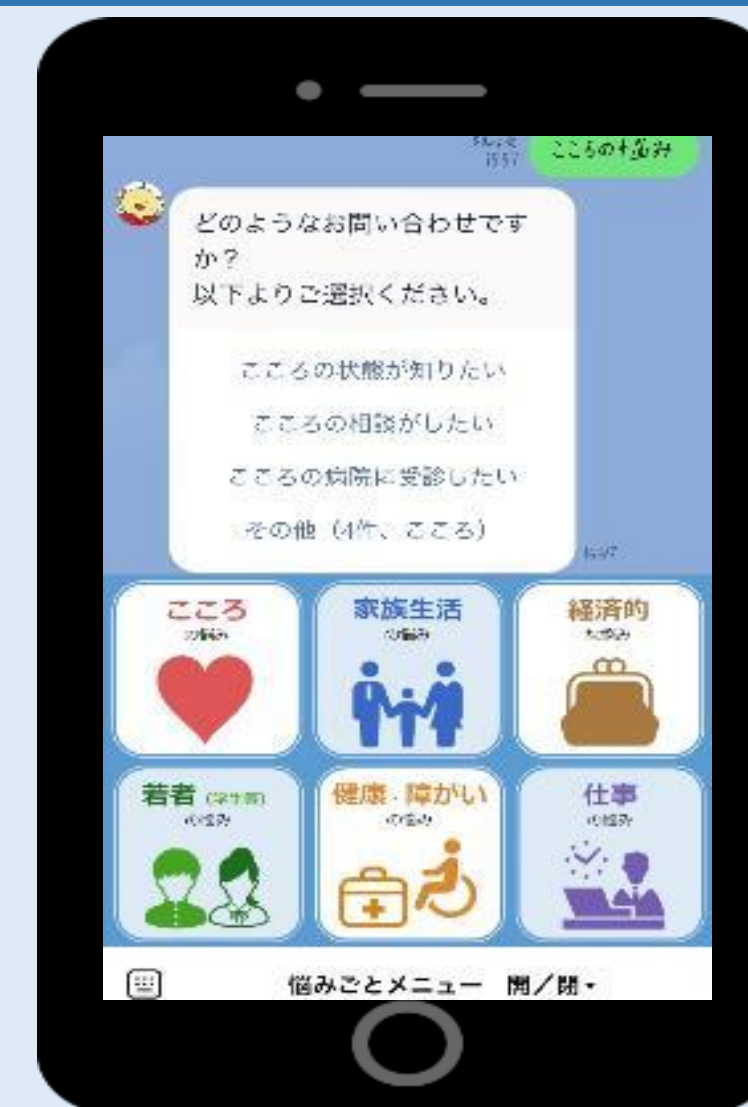 こころのお悩み
どのようなお問い合わせです
か？
以下よりご選択ください。
こころの状態が知りたい
こころの相談がしたい
こころの病院に受診したい
その他（4件、こころ）
こころ
の悩み
家族生活
の悩み
経済的
な悩み
若者（学生等）
の悩み
健康・障がい
の悩み
仕事
の悩み
悩みごとメニュー　開／閉▼